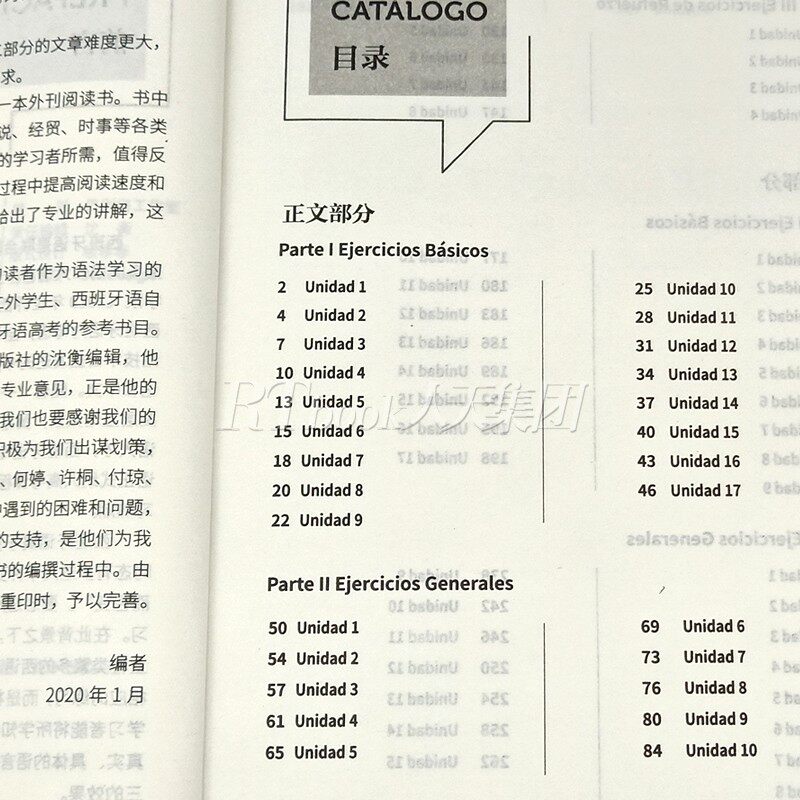 文部分的文章难度更大，
求。
一本外刊阅读书。书中
说、经贸、时事等各类
的学习者所需，值得反
过程中提高阅读速度和
给出了专业的讲解，这
读者作为语法学习的
外学生、西班牙语自
牙语高考的参考书目。
版社的沈衡编辑，他
专业意见，正是他的
我们也要感谢我们的
积极为我们出谋划策，
、何婷、许桐、付琼、
遇到的困难和问题，
的支持，是他们为我
书的编撰过程中。由
重印时，予以完善。
编者
2020 年 1 月
CATÁLOGO
目录
正文部分
Parte I Ejercicios Básicos
2 Unidad 1
4 Unidad 2
7 Unidad 3
10 Unidad 4
13 Unidad 5
15 Unidad 6
18 Unidad 7
20 Unidad 8
22 Unidad 9
25 Unidad 10
28 Unidad 11
31 Unidad 12
34 Unidad 13
37 Unidad 14
40 Unidad 15
43 Unidad 16
46 Unidad 17
RTbook人天集团
Parte II Ejercicios Generales
50 Unidad 1
54 Unidad 2
57 Unidad 3
61 Unidad 4
65 Unidad 5
69 Unidad 6
73 Unidad 7
76 Unidad 8
80 Unidad 9
84 Unidad 10